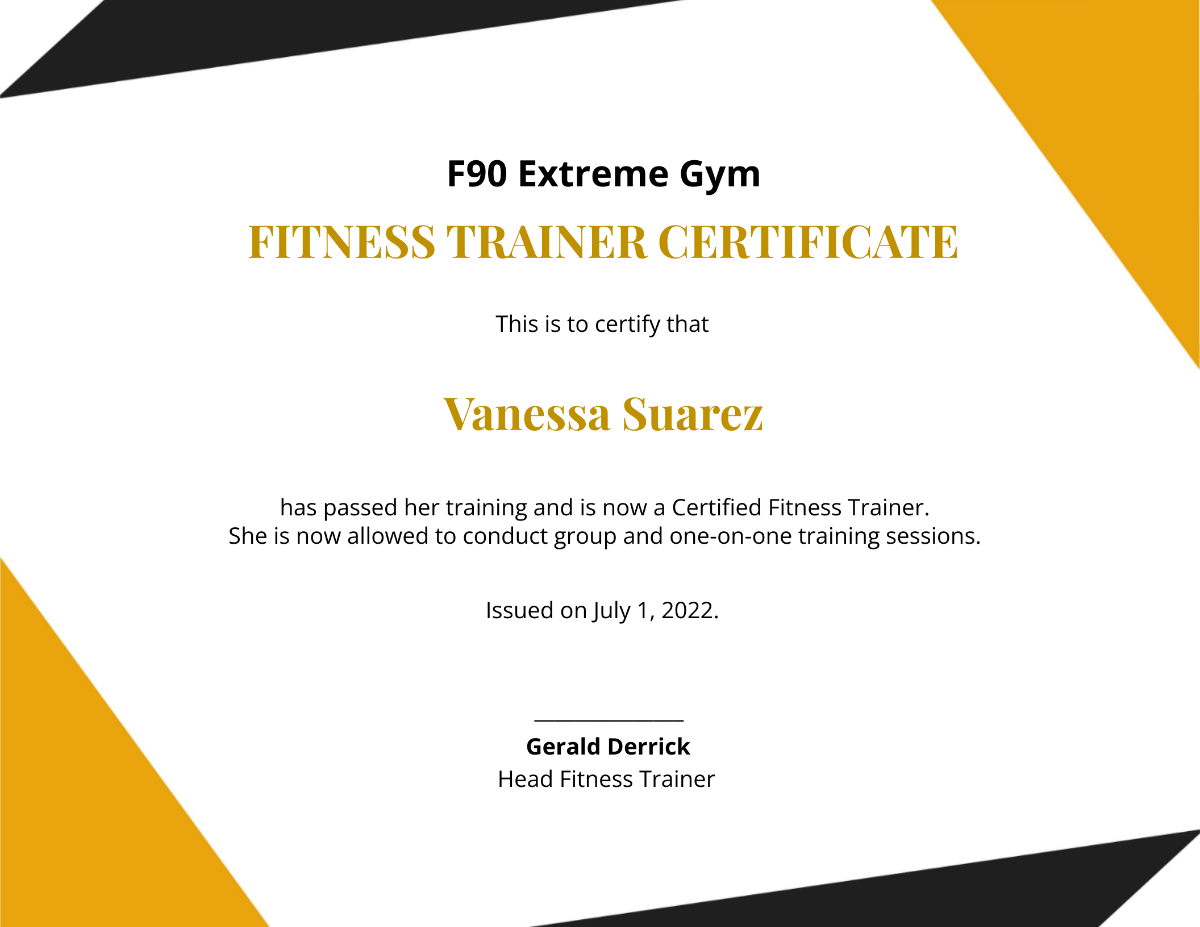 F90 Extreme Gym
FITNESS TRAINER CERTIFICATE
This is to certify that
Vanessa Suarez
has passed her training and is now a Certified Fitness Trainer.
She is now allowed to conduct group and one-on-one training sessions.
Issued on July 1, 2022.
Gerald Derrick
Head Fitness Trainer